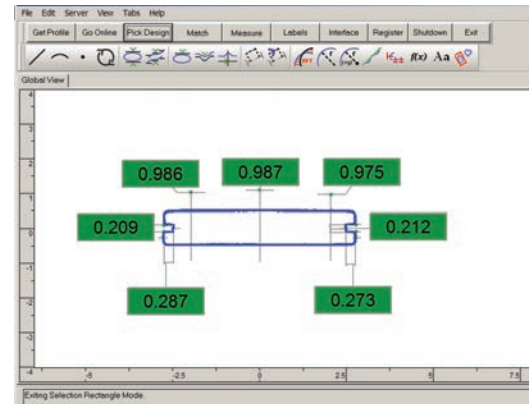 File Edit Server View Tabs Help
Get Profile Go Online Pick Design Match Measure Labels Interface Register Shutdown Exit
f(x) Aa
Global View
4
3
2
1
0
-1
-2
-3
-4
0.986 0.987 0.975
0.209 0.212
0.287 0.273
-5 -2.5 0 2.5 5 7.5
Exiting Selection Rectangle Mode.